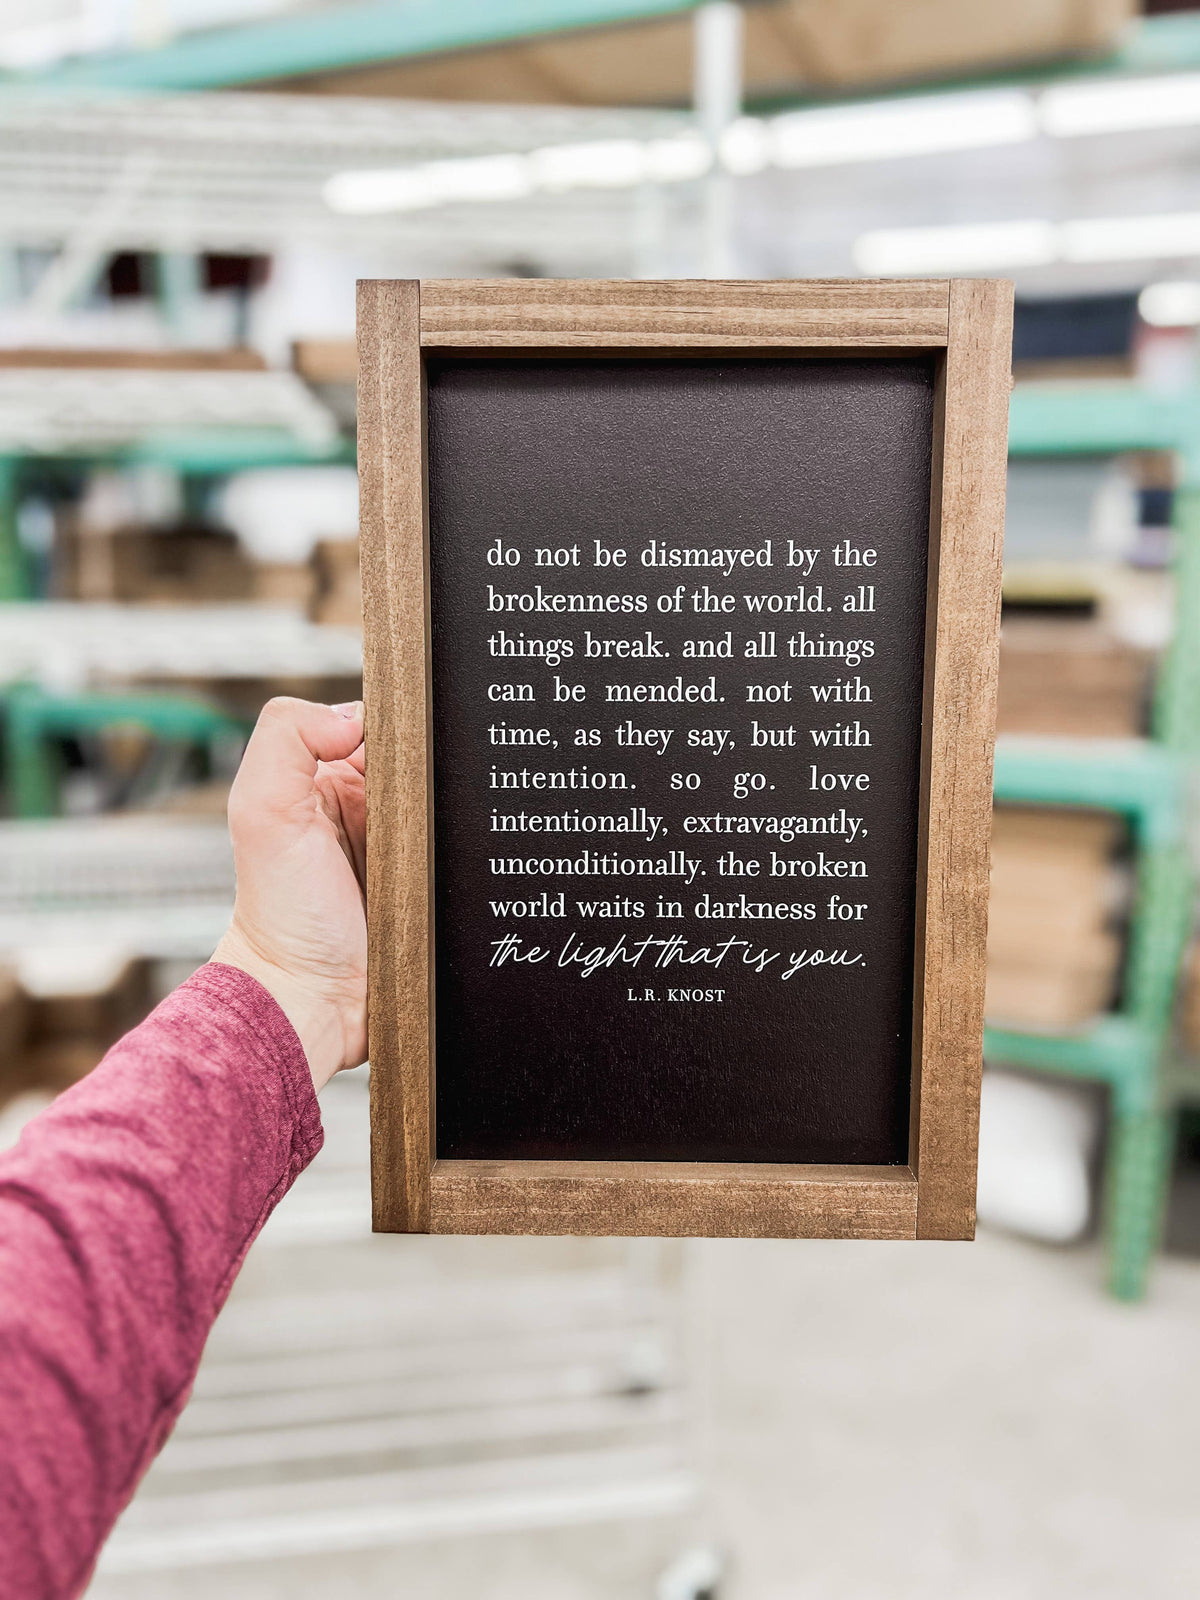 do not be dismayed by the
brokenness of the world. all
things break. and all things
can be mended. not with
time, as they say, but with
intention. so go. love
intentionally, extravagantly,
unconditionally. the broken
world waits in darkness for
the light that is you.
L.R. KNOST